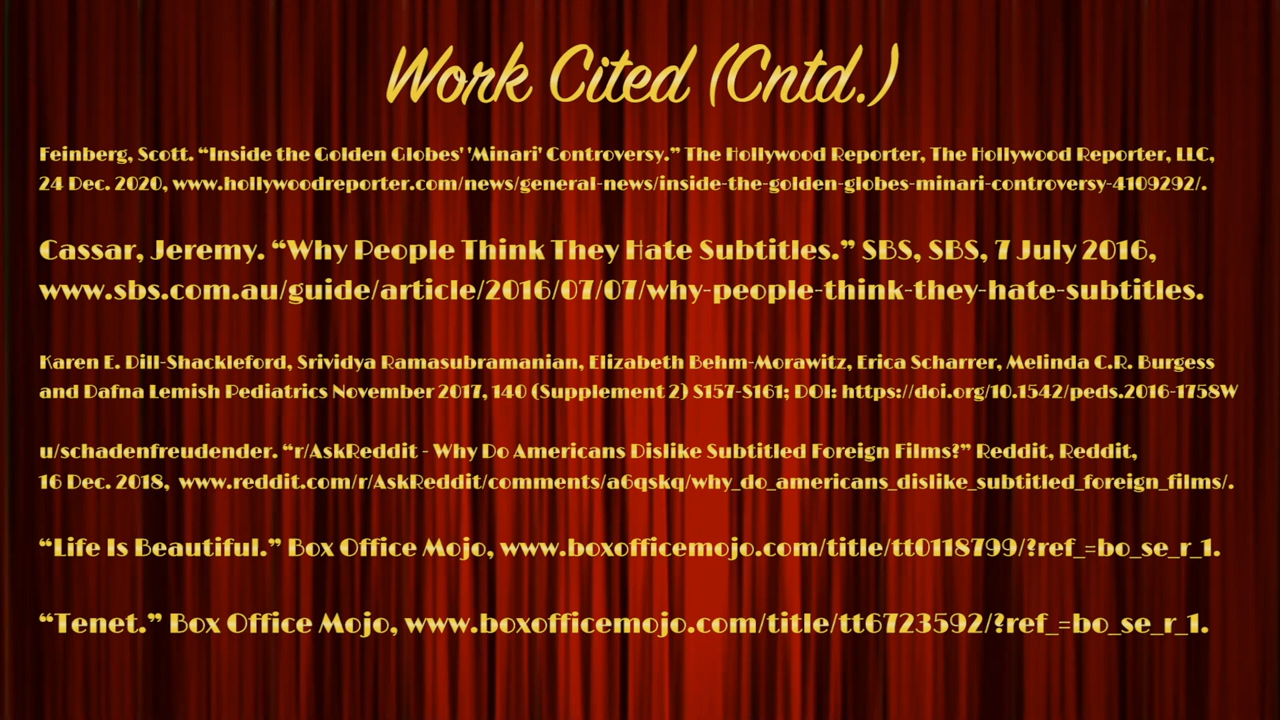 Work Cited (Cntd.)
Feinberg, Scott. “Inside the Golden Globes' 'Minari' Controversy.” The Hollywood Reporter, The Hollywood Reporter, LLC,
24 Dec. 2020, www.hollywoodreporter.com/news/general-news/inside-the-golden-globes-minari-controversy-4109292/.
Cassar, Jeremy. “Why People Think They Hate Subtitles.” SBS, SBS, 7 July 2016,
www.sbs.com.au/guide/article/2016/07/07/why-people-think-they-hate-subtitles.
Karen E. Dill-Shackleford, Srividya Ramasubramanian, Elizabeth Behm-Morawitz, Erica Scharrer, Melinda C.R. Burgess
and Dafna Lemish Pediatrics November 2017, 140 (Supplement 2) S157-S161; DOI: https://doi.org/10.1542/peds.2016-1758W
u/schadenfreudender. “r/AskReddit - Why Do Americans Dislike Subtitled Foreign Films?” Reddit, Reddit,
16 Dec. 2018, www.reddit.com/r/AskReddit/comments/a6qskq/why_do_americans_dislike_subtitled_foreign_films/.
“Life Is Beautiful.” Box Office Mojo, www.boxofficemojo.com/title/tt0118799/?ref_=bo_se_r_1.
“Tenet.” Box Office Mojo, www.boxofficemojo.com/title/tt6723592/?ref_=bo_se_r_1.